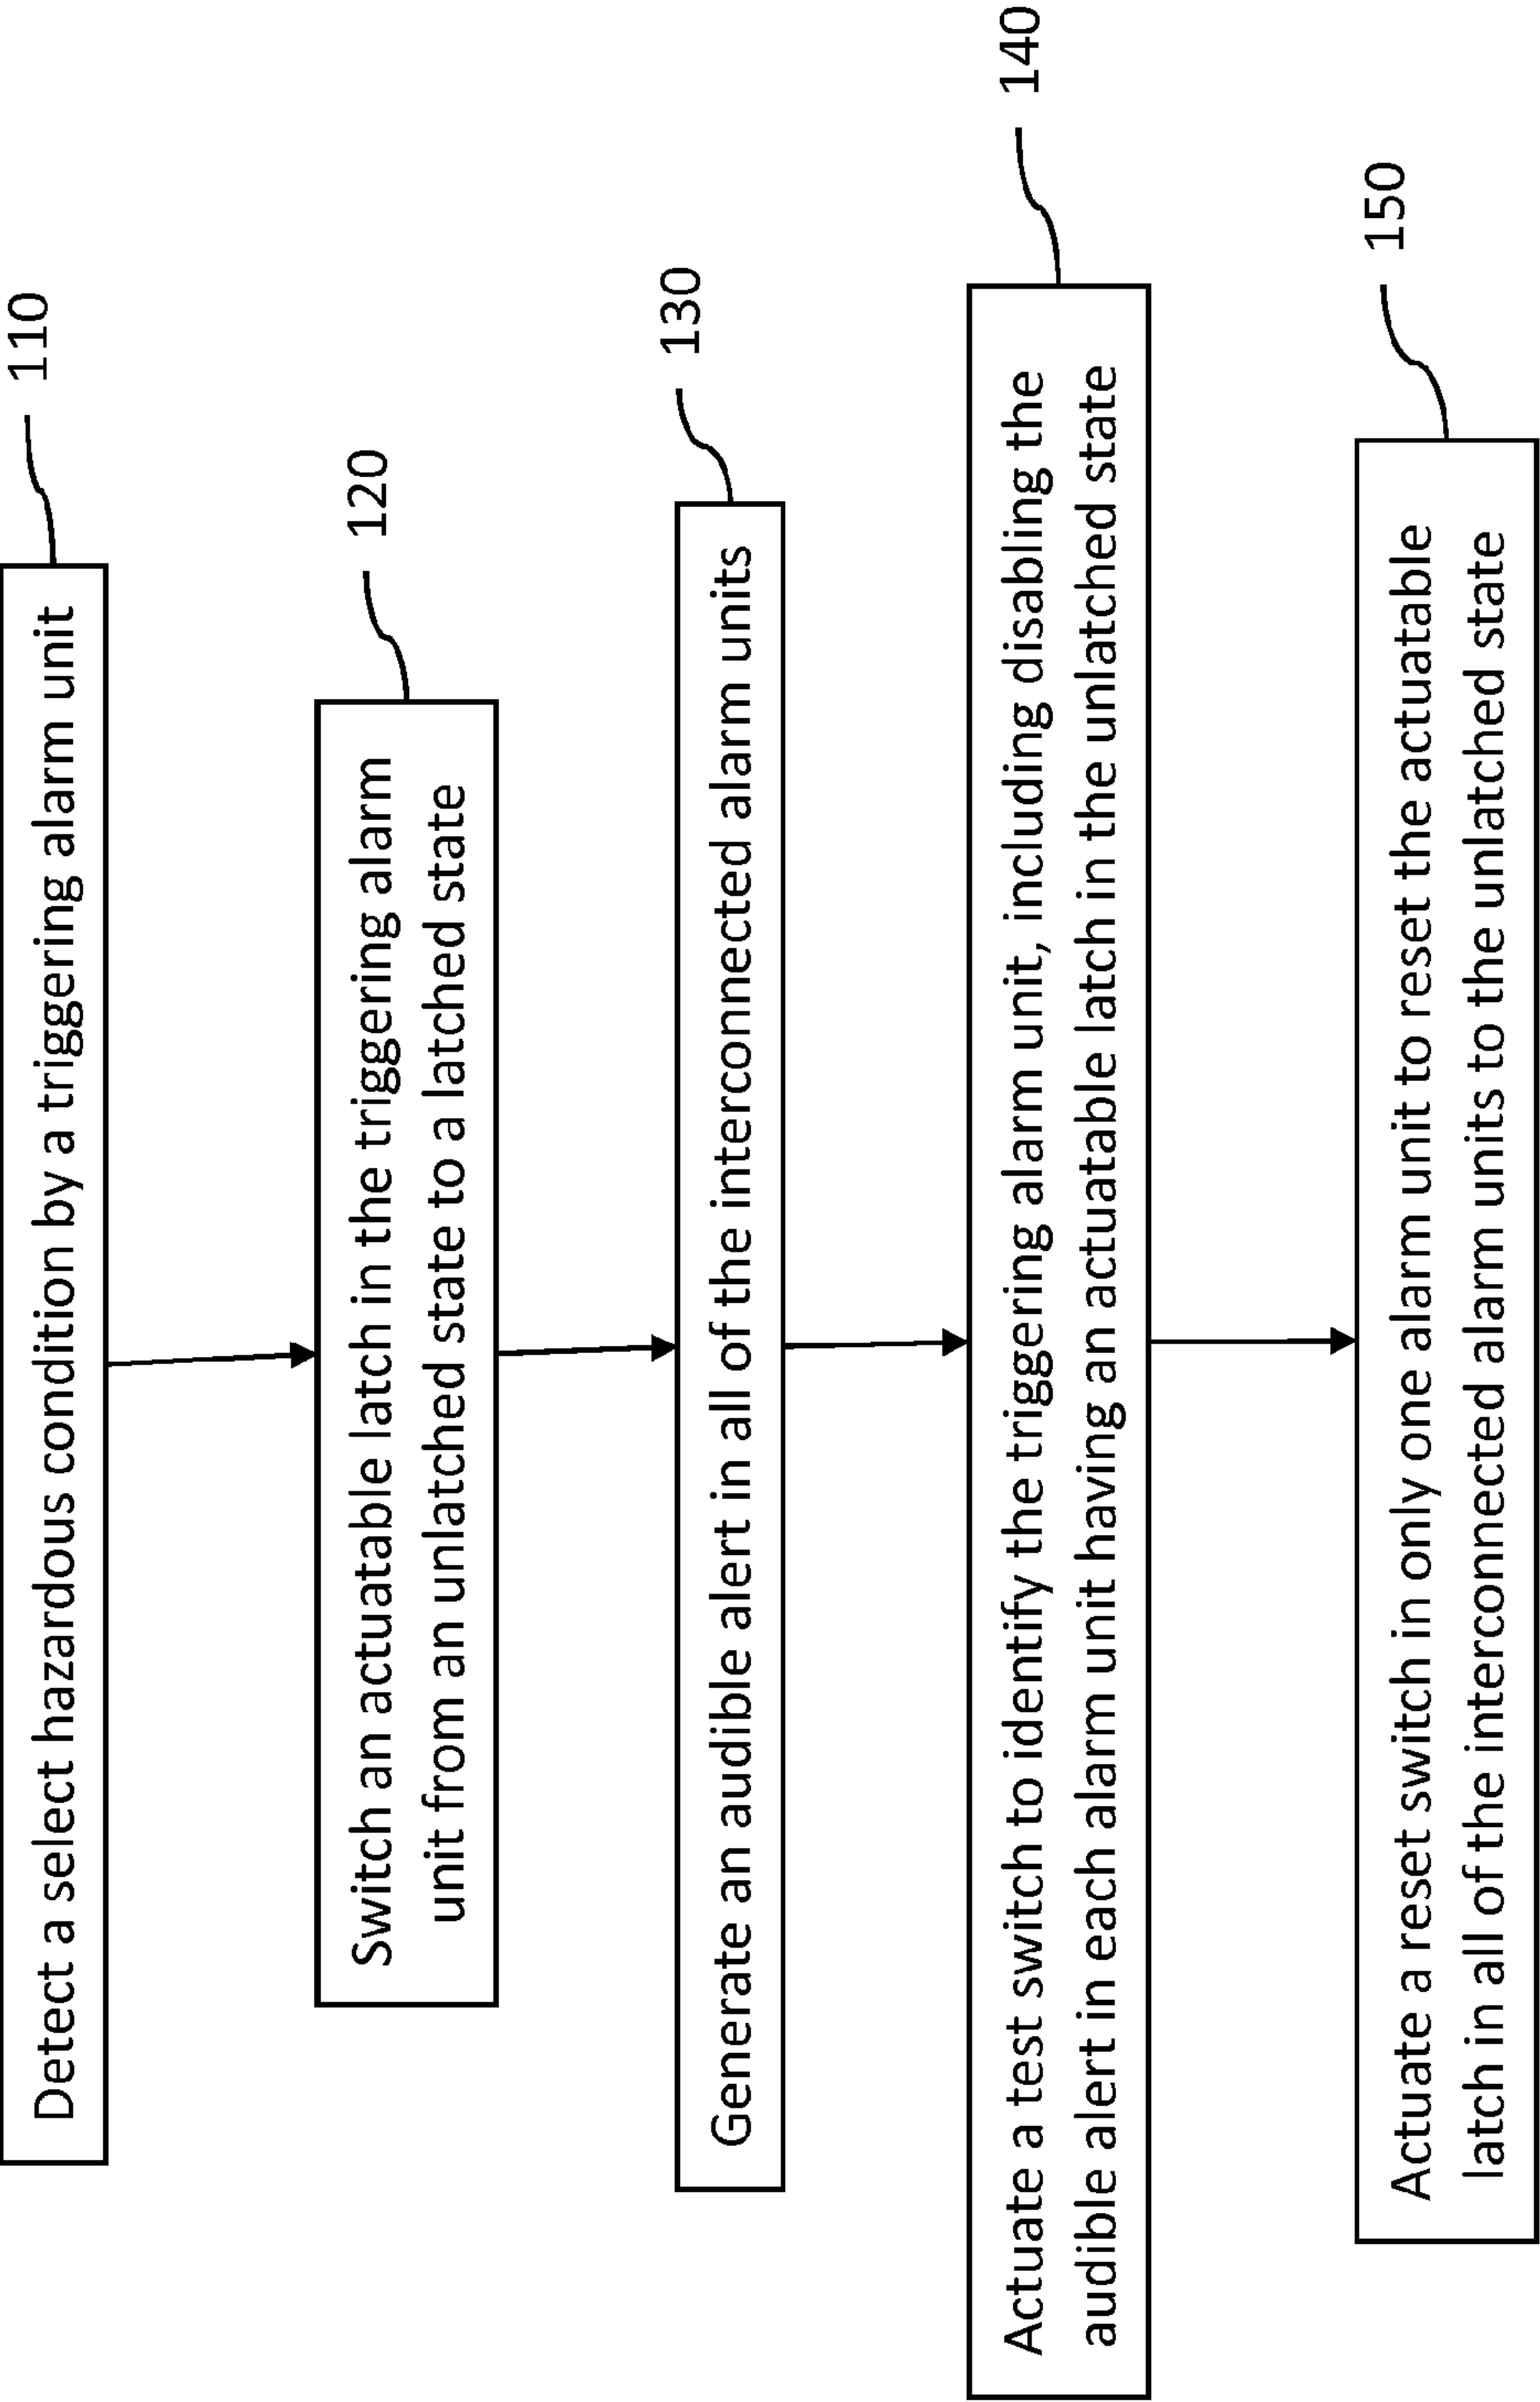 110
Detect a select hazardous condition by a triggering alarm unit
120
Switch an actuatable latch in the triggering alarm
unit from an unlatched state to a latched state
130
Generate an audible alert in all of the interconnected alarm units
140
Actuate a test switch to identify the triggering alarm unit, including disabling the
audible alert in each alarm unit having an actuatable latch in the unlatched state
150
Actuate a reset switch in only one alarm unit to reset the actuatable
latch in all of the interconnected alarm units to the unlatched state